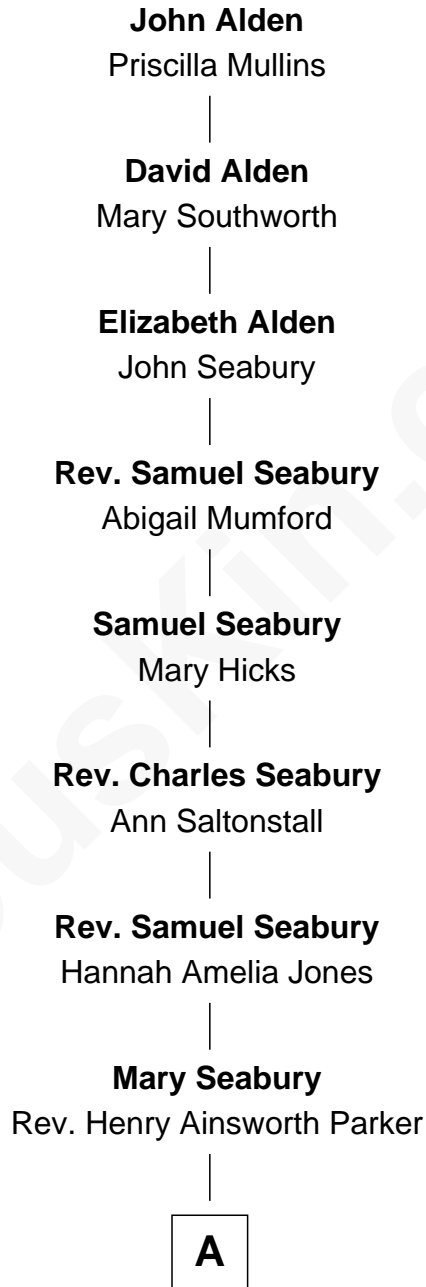 John Alden
Priscilla Mullins
David Alden
Mary Southworth
Elizabeth Alden
John Seabury
Rev. Samuel Seabury
Abigail Mumford
Samuel Seabury
Mary Hicks
Rev. Charles Seabury
Ann Saltonstall
Rev. Samuel Seabury
Hannah Amelia Jones
Mary Seabury
Rev. Henry Ainsworth Parker
A